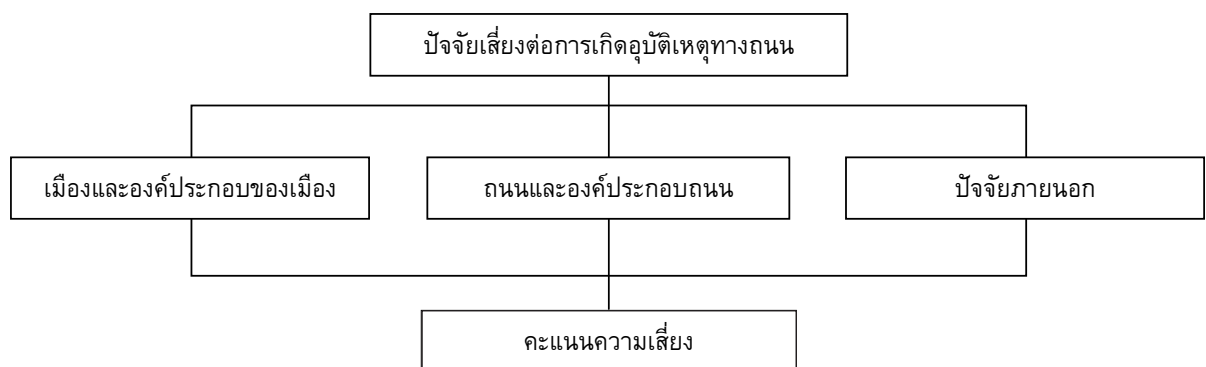 ปัจจัยเสี่ยงต่อการเกิดอุบัติเหตุทางถนน
เมืองและองค์ประกอบของเมือง
ถนนและองค์ประกอบถนน
ปัจจัยภายนอก
คะแนนความเสี่ยง